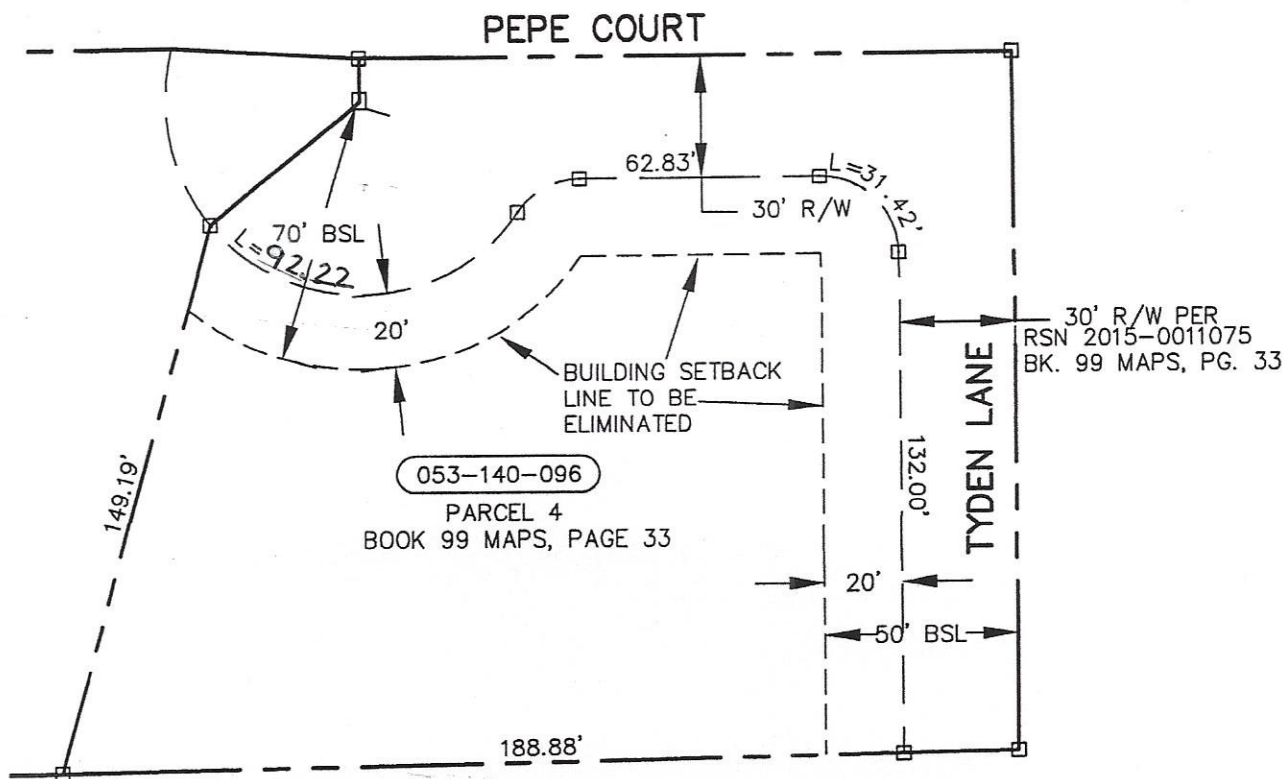 PEPE COURT
62.83'
L=31.42'
30' R/W
70' BSL
L=92.22
20'
30' R/W PER
RSN 2015-0011075
BK. 99 MAPS, PG. 33
BUILDING SETBACK
LINE TO BE
ELIMINATED
TYDEN LANE
132.00'
149.19'
053-140-096
PARCEL 4
BOOK 99 MAPS, PAGE 33
20'
50' BSL
188.88'